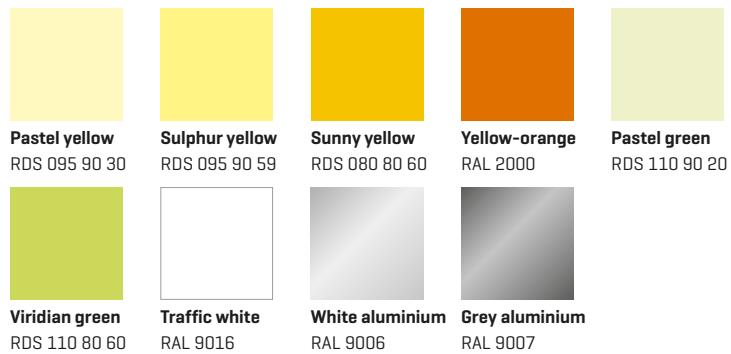 Pastel yellow
RDS 095 90 30
Sulphur yellow
RDS 095 90 59
Sunny yellow
RDS 080 80 60
Yellow-orange
RAL 2000
Pastel green
RDS 110 90 20
Viridian green
RDS 110 80 60
Traffic white
RAL 9016
White aluminium
RAL 9006
Grey aluminium
RAL 9007